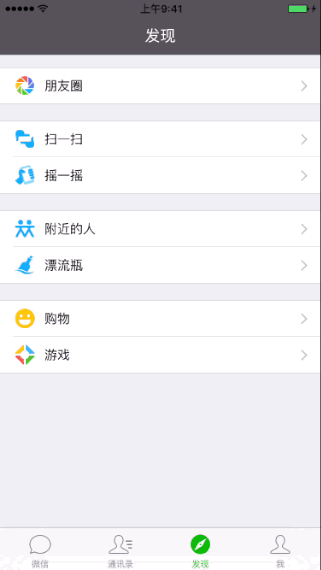 上午9:41
发现
朋友圈
扫一扫
摇一摇
附近的人
漂流瓶
购物
游戏
微信
通讯录
发现
我